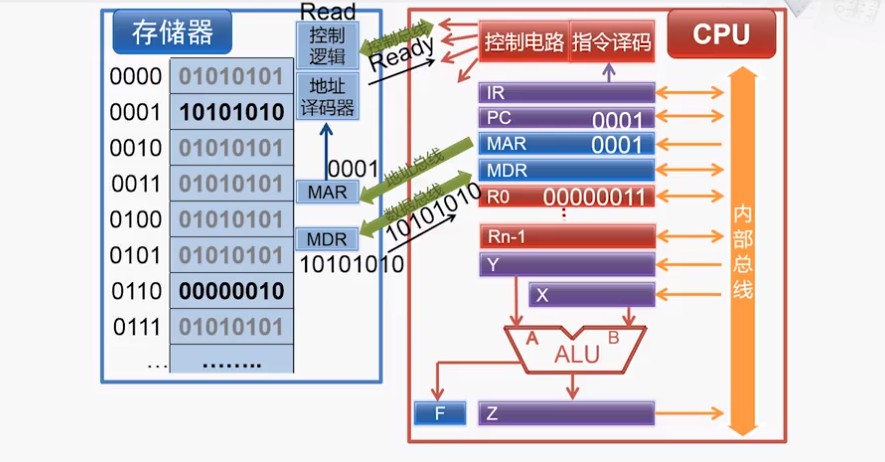 存储器
Read
控制
逻辑
地址
译码器
0000 01010101
0001 10101010
0010 01010101
0011 01010101
0100 01010101
0101 01010101
0110 00000010
0111 01010101
... ........
0001
MAR
MDR
10101010
控制总线
Ready
地址总线
数据总线
10101010
控制电路 指令译码
CPU
IR
PC 0001
MAR 0001
MDR
R0 00000011
⋮
Rn-1
Y
X
A B
ALU
F
Z
内部总线